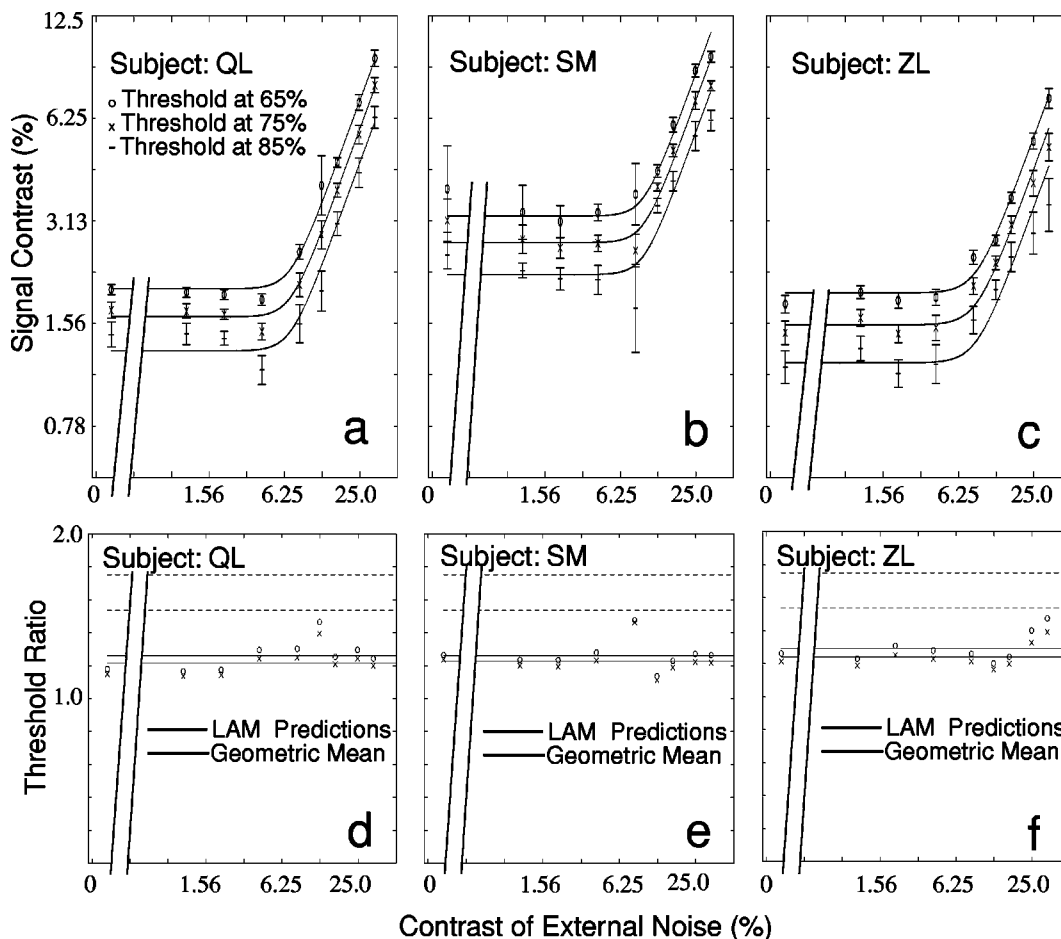 12.5
6.25
3.13
1.56
0.78
Signal Contrast (%)
Subject: QL
o Threshold at 65%
x Threshold at 75%
- Threshold at 85%
a
Subject: SM
b
Subject: ZL
c
0 1.56 6.25 25.0
0 1.56 6.25 25.0
0 1.56 6.25 25.0
2.0
1.0
0
Threshold Ratio
Subject: QL
LAM Predictions
Geometric Mean
d
Subject: SM
LAM Predictions
Geometric Mean
e
Subject: ZL
LAM Predictions
Geometric Mean
f
0 1.56 6.25 25.0
0 1.56 6.25 25.0
0 1.56 6.25 25.0
Contrast of External Noise (%)